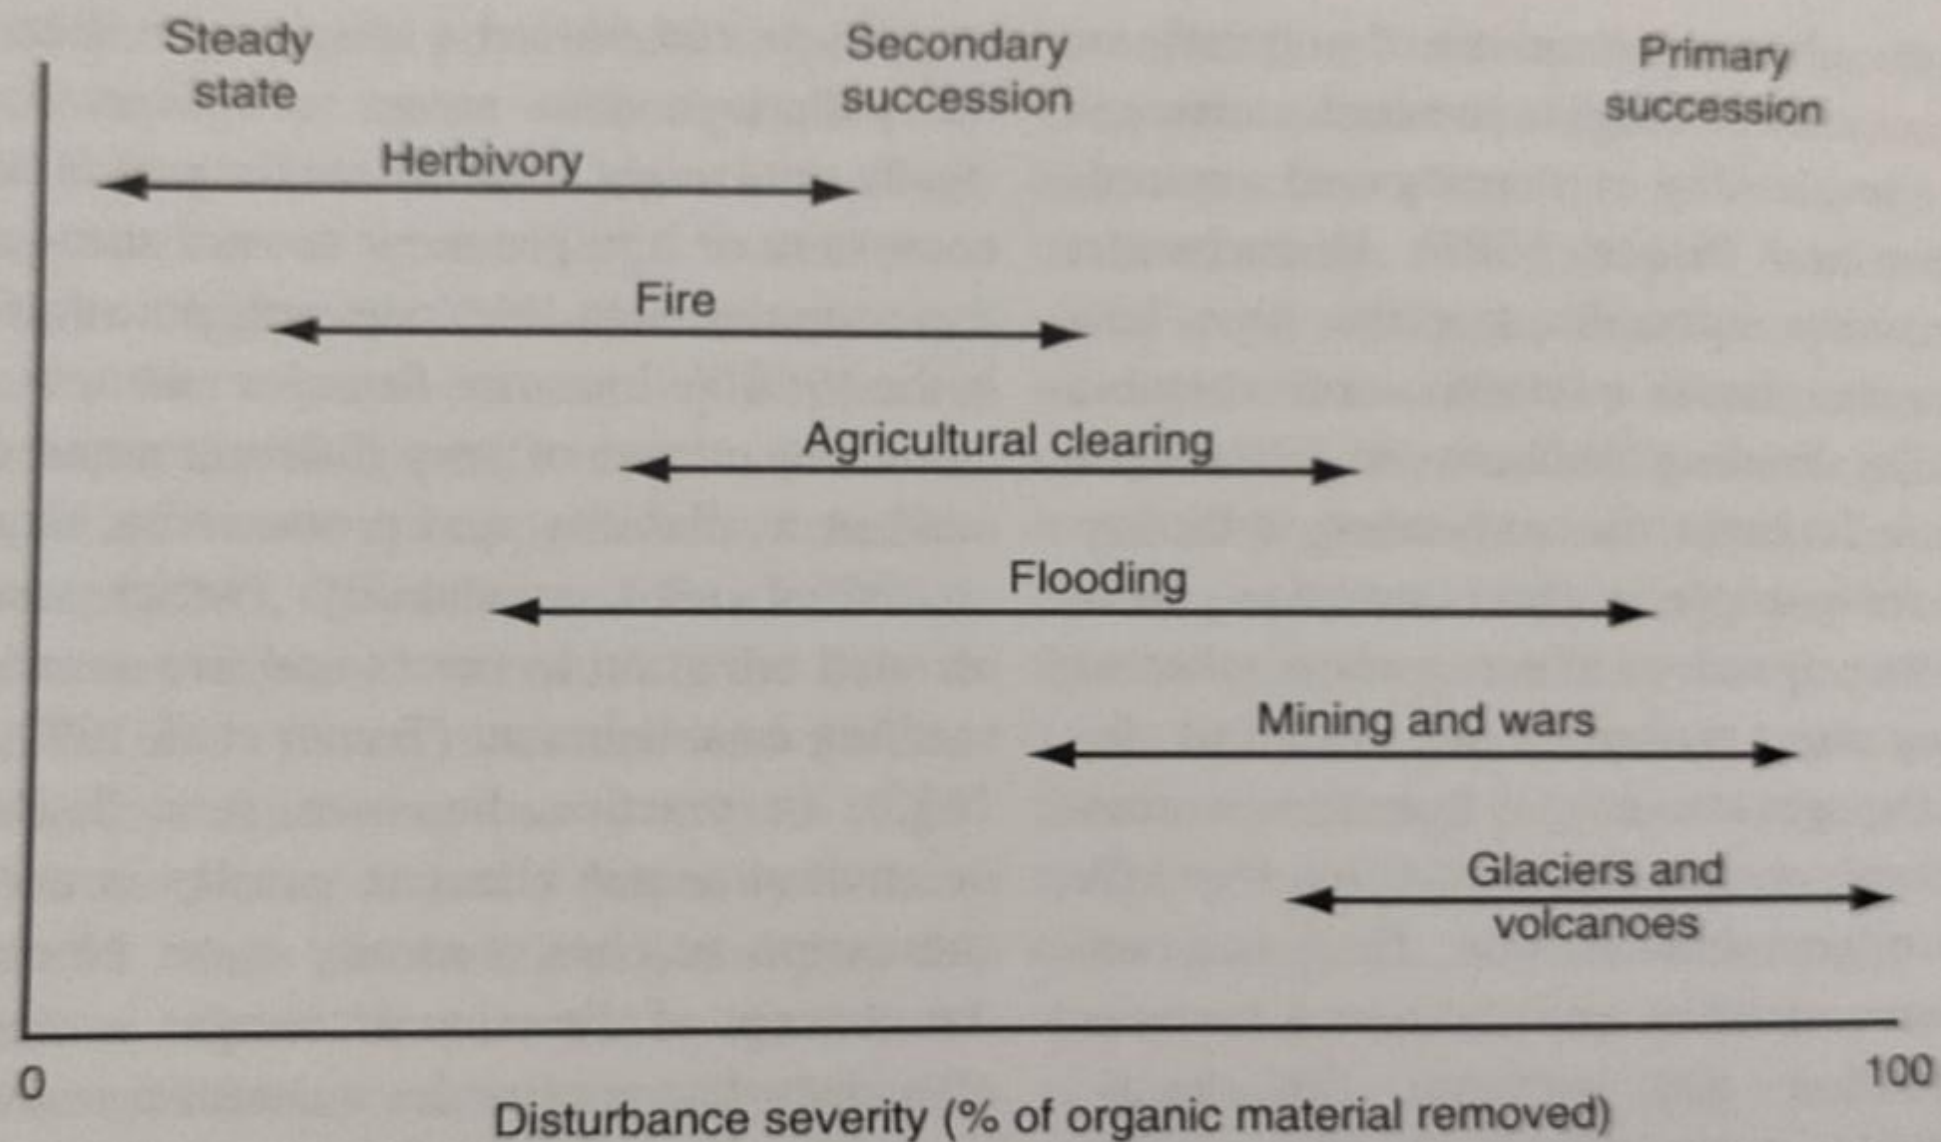 Steady
state
Secondary
succession
Primary
succession
Herbivory
Fire
Agricultural clearing
Flooding
Mining and wars
Glaciers and
volcanoes
0
100
Disturbance severity (% of organic material removed)